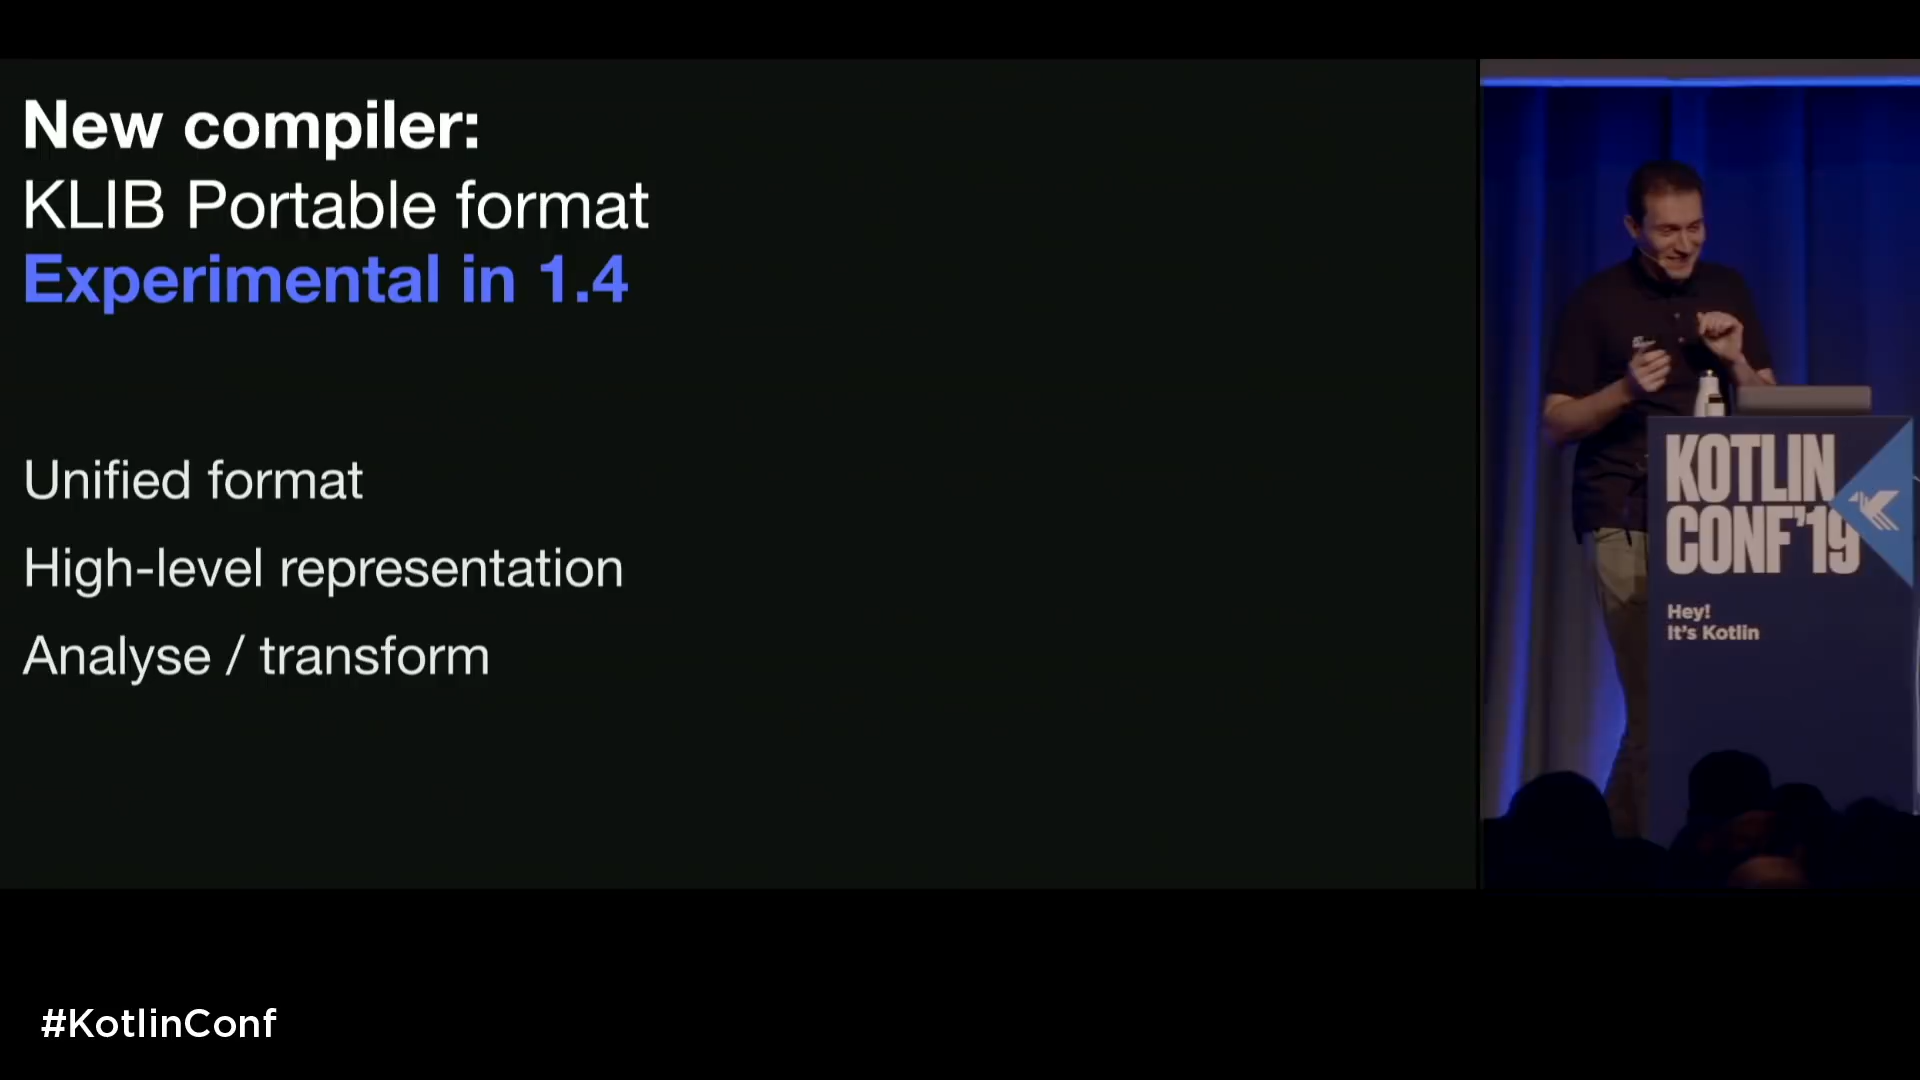 New compiler:
KLIB Portable format
Experimental in 1.4
Unified format
High-level representation
Analyse / transform
KOTLIN
CONF'19
Hey!
It's Kotlin
#KotlinConf